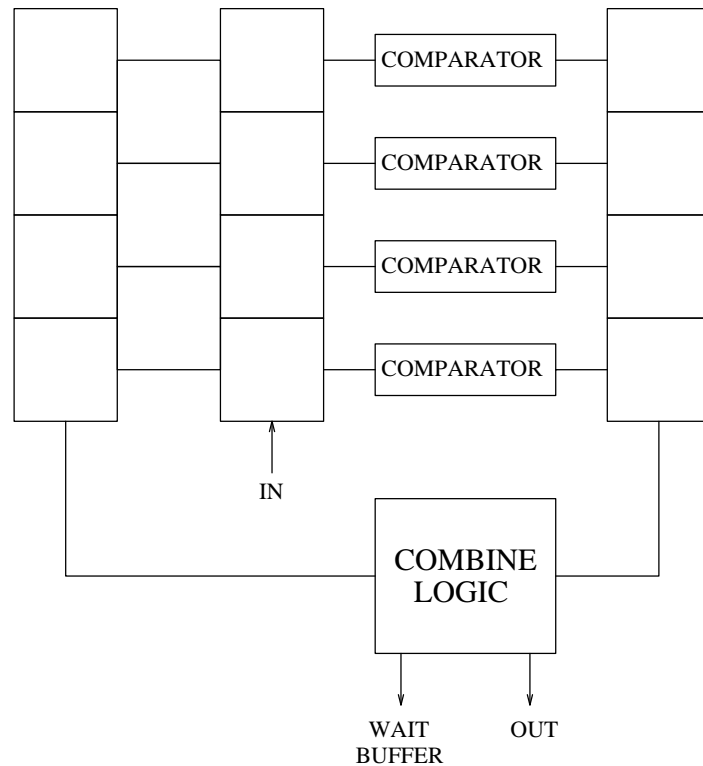 COMPARATOR
COMPARATOR
COMPARATOR
COMPARATOR
IN
COMBINE
LOGIC
WAIT
BUFFER
OUT